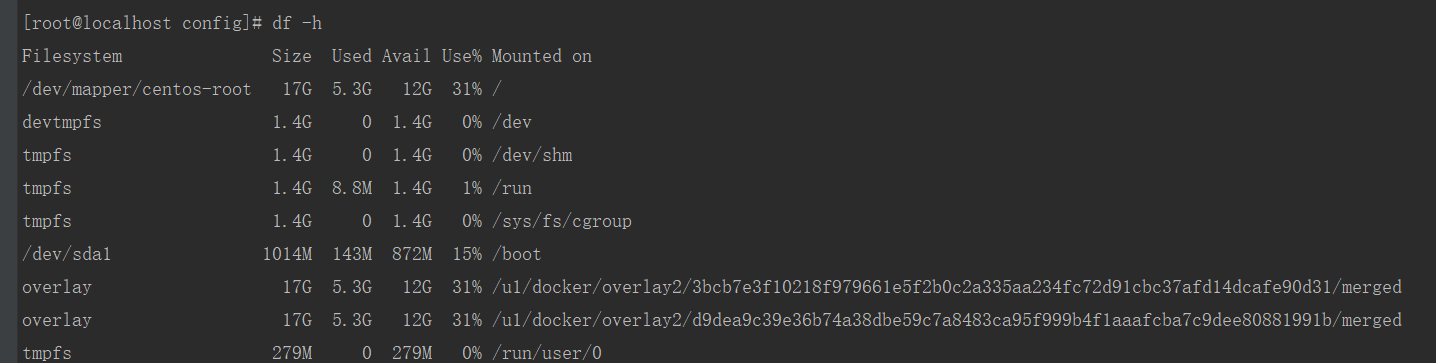 [root@localhost config]# df -h
Filesystem               Size  Used Avail Use% Mounted on
/dev/mapper/centos-root   17G  5.3G   12G  31% /
devtmpfs                 1.4G     0  1.4G   0% /dev
tmpfs                    1.4G     0  1.4G   0% /dev/shm
tmpfs                    1.4G  8.8M  1.4G   1% /run
tmpfs                    1.4G     0  1.4G   0% /sys/fs/cgroup
/dev/sda1               1014M  143M  872M  15% /boot
overlay                   17G  5.3G   12G  31% /u1/docker/overlay2/3bcb7e3f10218f979661e5f2b0c2a335aa234fc72d91cbc37afd14dcafe90d31/merged
overlay                   17G  5.3G   12G  31% /u1/docker/overlay2/d9dea9c39e36b74a38dbe59c7a8483ca95f999b4f1aaafcba7c9dee80881991b/merged
tmpfs                    279M     0  279M   0% /run/user/0